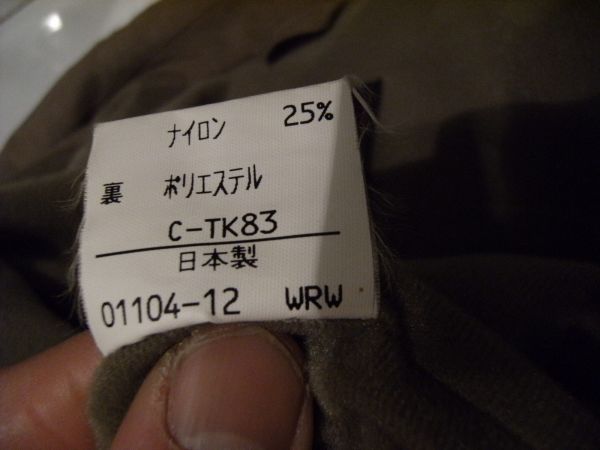 ナイロン 25%
裏 ポリエステル
C-TK83
日本製
01104-12 WRW